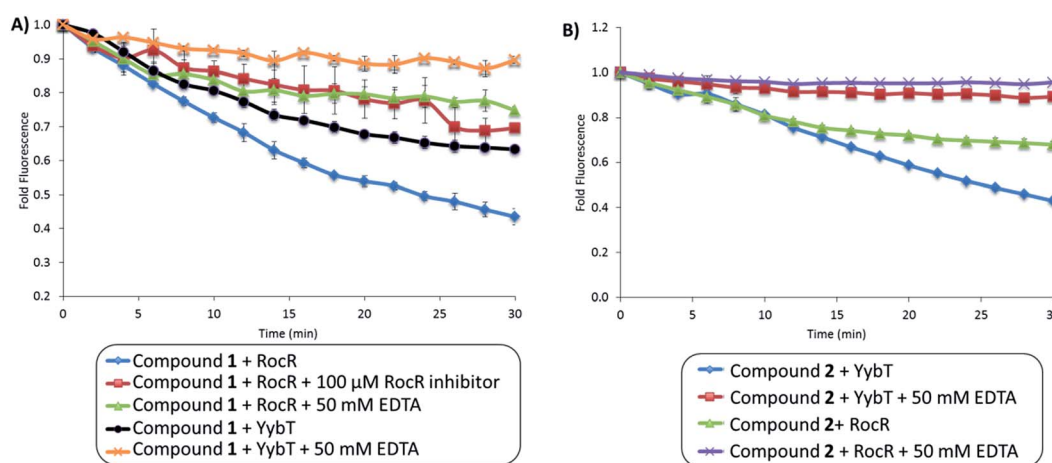 A)
Fold Fluorescence
1.0
0.9
0.8
0.7
0.6
0.5
0.4
0.3
0.2
0 5 10 15 20 25 30
Time (min)
Compound 1 + RocR
Compound 1 + RocR + 100 µM RocR inhibitor
Compound 1 + RocR + 50 mM EDTA
Compound 1 + YybT
Compound 1 + YybT + 50 mM EDTA
B)
Fold Fluorescence
1.2
1.0
0.8
0.6
0.4
0.2
0.0
0 5 10 15 20 25 30
Time (min)
Compound 2 + YybT
Compound 2 + YybT + 50 mM EDTA
Compound 2+ RocR
Compound 2 + RocR + 50 mM EDTA